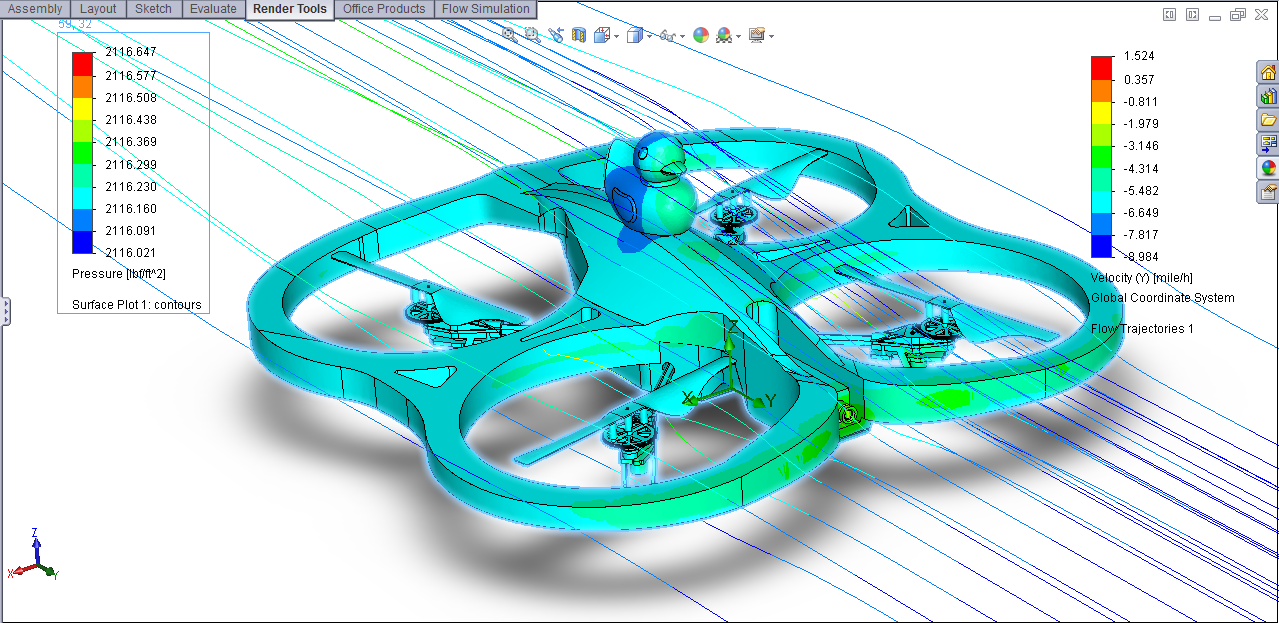 Assembly Layout Sketch Evaluate Render Tools Office Products Flow Simulation
59, 32
2116.647
2116.577
2116.508
2116.438
2116.369
2116.299
2116.230
2116.160
2116.091
2116.021
Pressure [lbf/ft^2]
Surface Plot 1: contours
1.524
0.357
-0.811
-1.979
-3.146
-4.314
-5.482
-6.649
-7.817
-8.984
Velocity (Y) [mile/h]
Global Coordinate System
Flow Trajectories 1
Z
X
Y
Z
X
Y